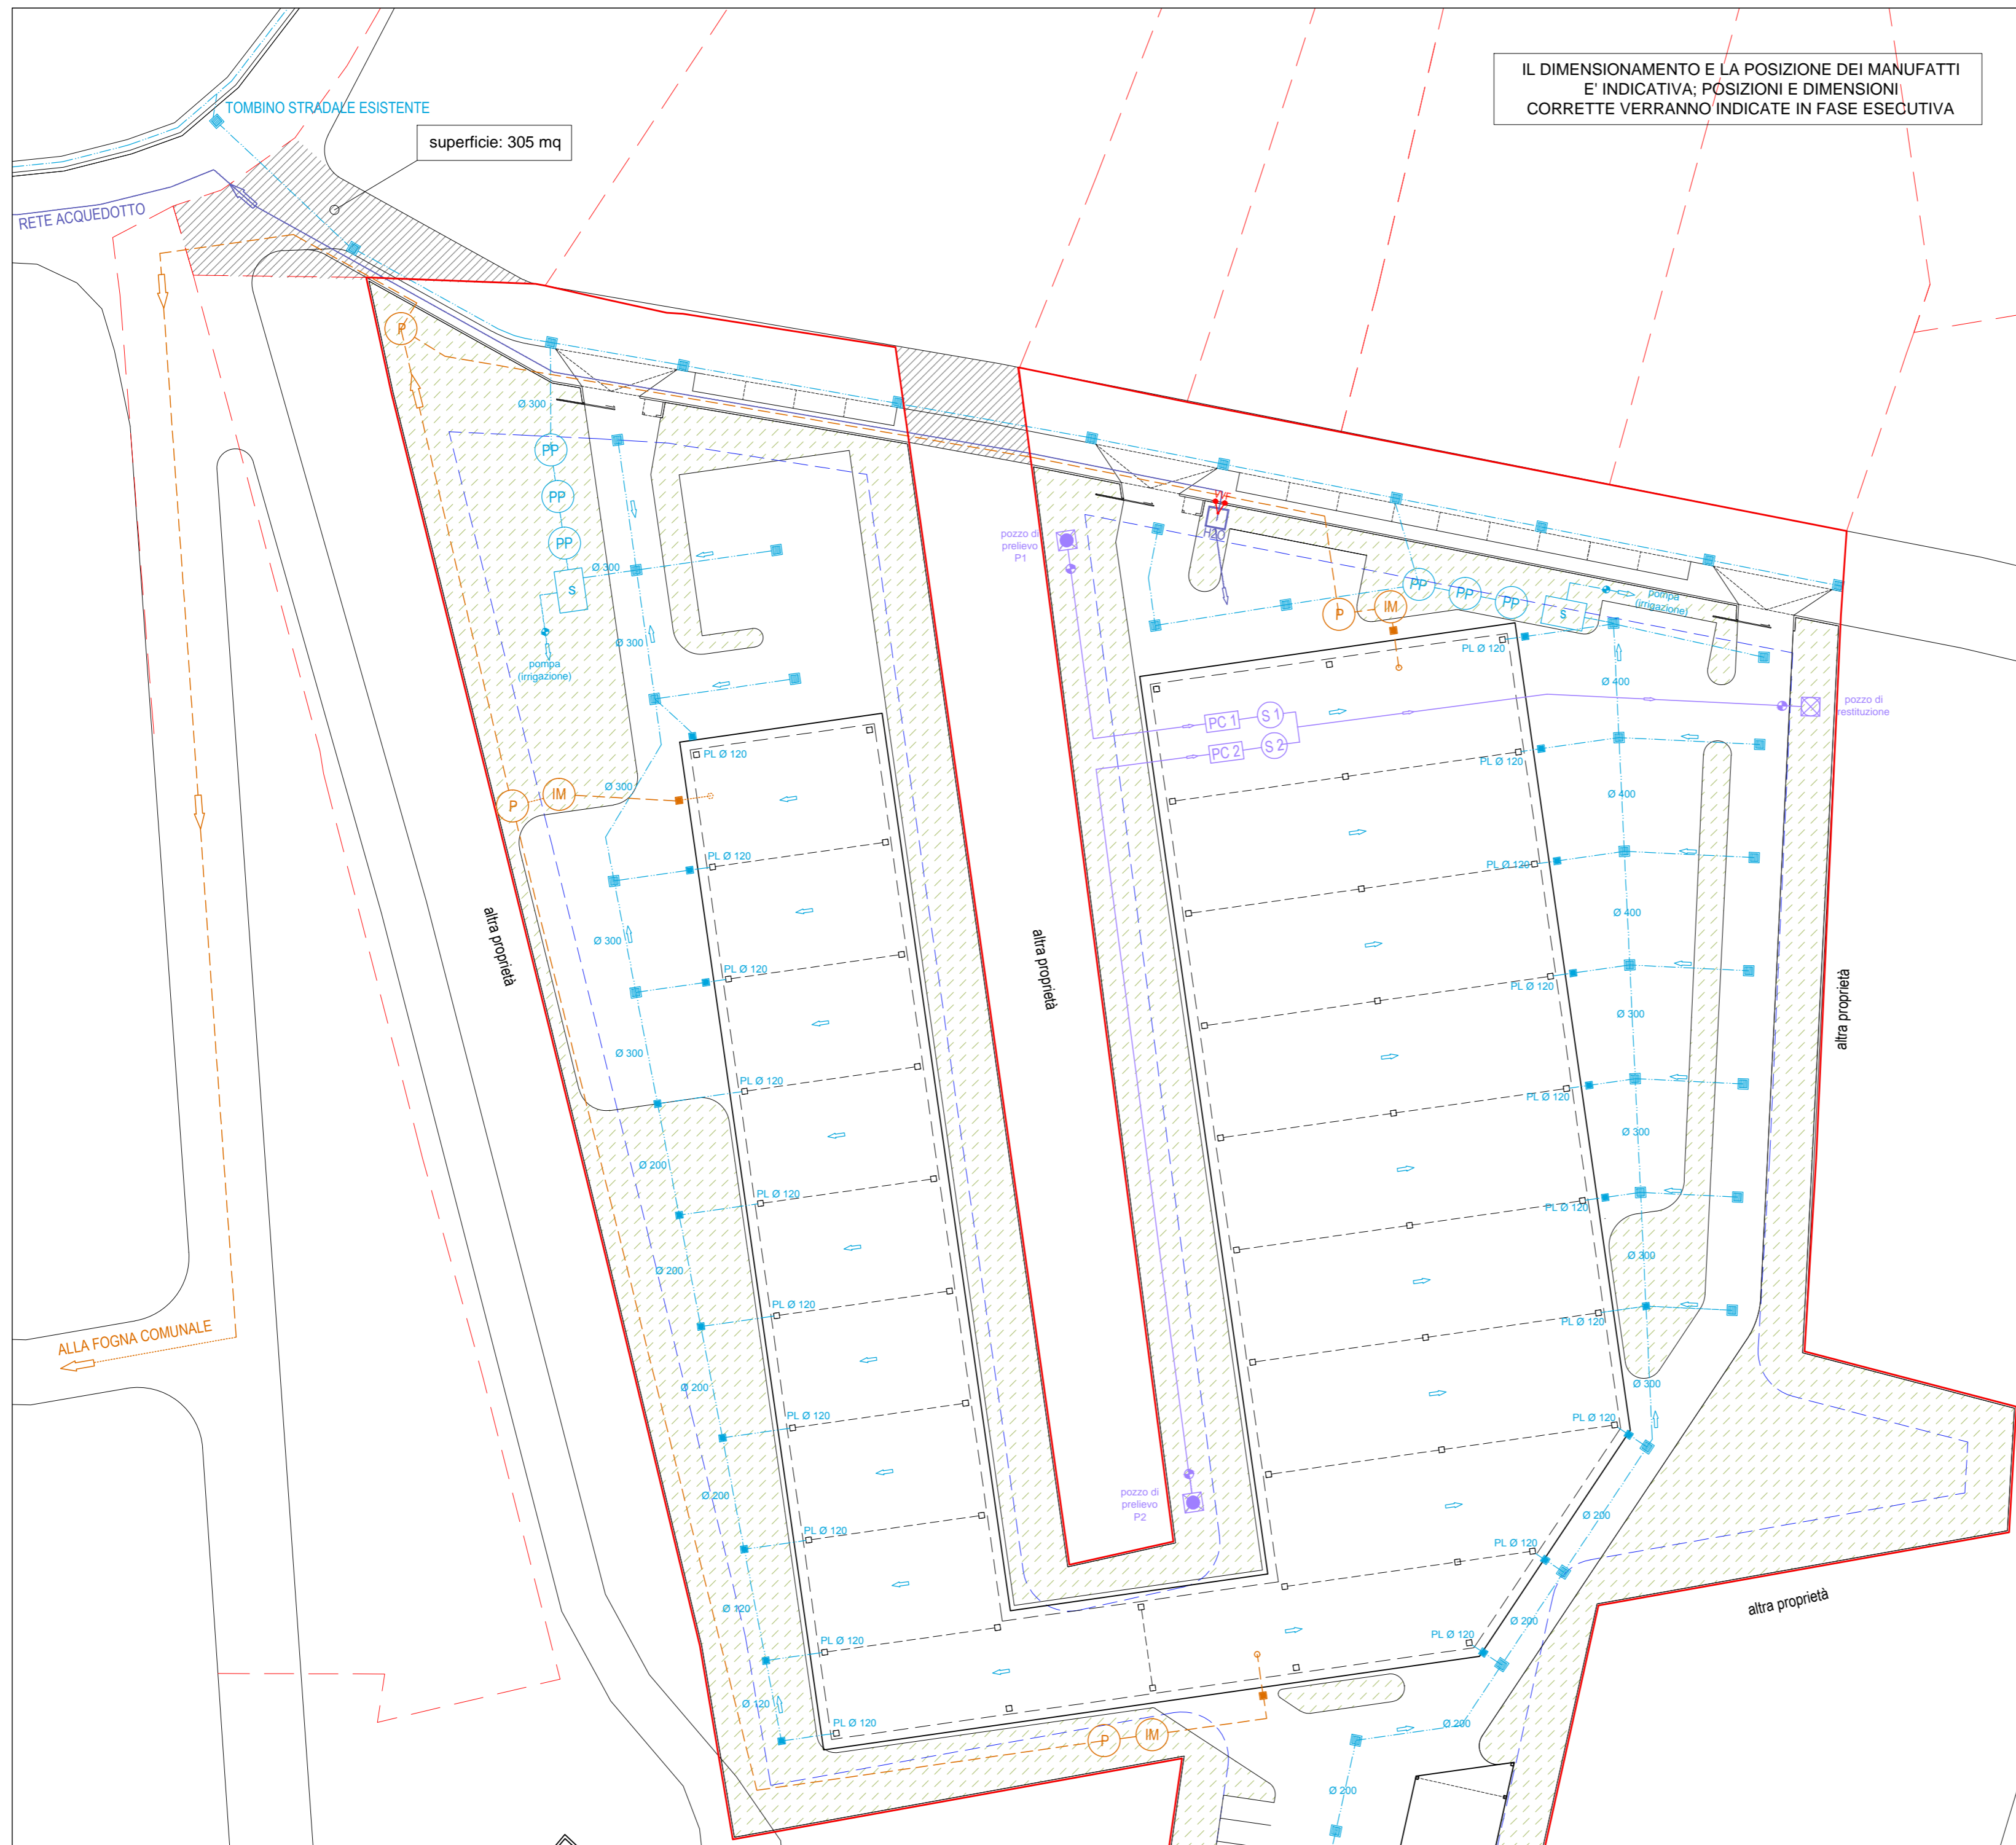 IL DIMENSIONAMENTO E LA POSIZIONE DEI MANUFATTI
E' INDICATIVA; POSIZIONI E DIMENSIONI
CORRETTE VERRANNO INDICATE IN FASE ESECUTIVA
TOMBINO STRADALE ESISTENTE
superficie: 305 mq
RETE ACQUEDOTTO
P
Ø 300
PP
PP
PP
S
Ø 300
Ø 300
pompa
(irrigazione)
VF
H2O
pozzo di
prelievo
P1
P
IM
PP
PP
PP
S
pompa
(irrigazione)
PL Ø 120
Ø 400
pozzo di
restituzione
PC 1
S 1
PC 2
S 2
PL Ø 120
PL Ø 120
Ø 300
P
IM
Ø 400
PL Ø 120
PL Ø 120
Ø 400
altra proprietà
altra proprietà
altra proprietà
Ø 300
PL Ø 120
PL Ø 120
Ø 300
Ø 300
PL Ø 120
PL Ø 120
Ø 300
Ø 200
PL Ø 120
PL Ø 120
Ø 300
Ø 200
PL Ø 120
PL Ø 120
ALLA FOGNA COMUNALE
Ø 200
PL Ø 120
Ø 300
PL Ø 120
pozzo di
prelievo
P2
Ø 200
PL Ø 120
Ø 200
PL Ø 120
Ø 120
PL Ø 120
Ø 200
PL Ø 120
altra proprietà
Ø 120
PL Ø 120
P
IM
Ø 200
Ø 200